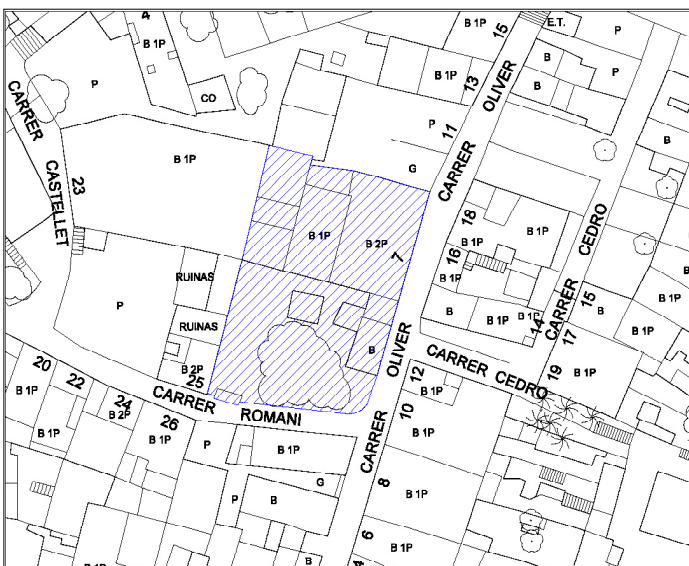 4
B 1P
P
CO
B 1P
15
E.T.
P
B
P
B
B 1P
13
CARRER OLIVER
P
11
G
B
CARRER CASTELLET
23
B 1P
B 1P
B 2P
7
18
B 1P
B 1P
16
B 1P
CARRER CEDRO
RUINAS
P
RUINAS
B 2P
25
B
B
B 1P
B 1P
14
15
B
B 1P
17
B
B 1P
CARRER OLIVER
CARRER CEDRO
12
B 1P
19
B 1P
20
22
24
26
B 1P
B 2P
B 1P
B 1P
CARRER ROMANI
P
B 1P
10
B 1P
G
P
B
8
B 1P
6
B 1P
B
4
B 1P